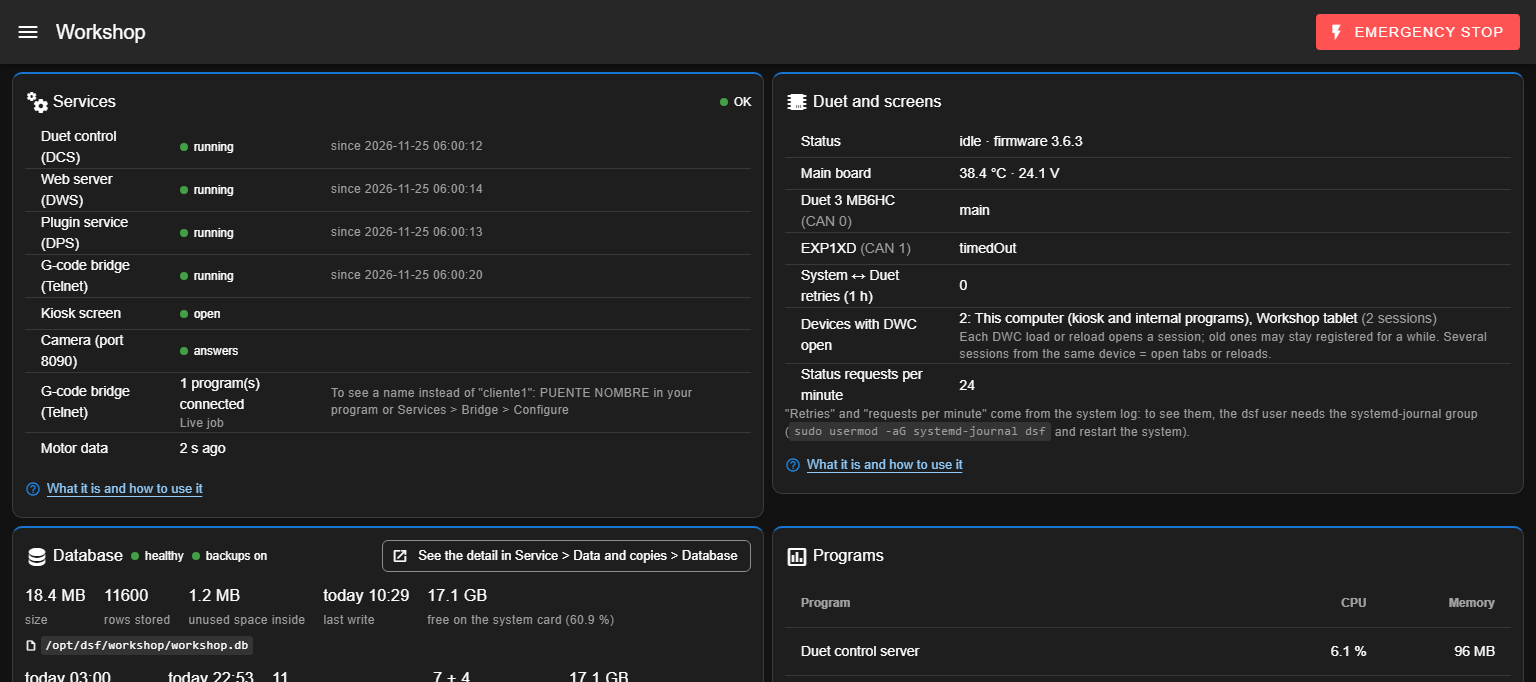 Workshop
EMERGENCY STOP
Services
OK
Duet control
(DCS)
running
since 2026-11-25 06:00:12
Web server
(DWS)
running
since 2026-11-25 06:00:14
Plugin service
(DPS)
running
since 2026-11-25 06:00:13
G-code bridge
(Telnet)
running
since 2026-11-25 06:00:20
Kiosk screen
open
Camera (port
8090)
answers
G-code bridge
(Telnet)
1 program(s)
connected
Live job
To see a name instead of "cliente1": PUENTE NOMBRE in your
program or Services > Bridge > Configure
Motor data
2 s ago
What it is and how to use it
Duet and screens
Status
idle · firmware 3.6.3
Main board
38.4 °C · 24.1 V
Duet 3 MB6HC
(CAN 0)
main
EXP1XD (CAN 1)
timedOut
System ↔ Duet
retries (1 h)
0
Devices with DWC
open
2: This computer (kiosk and internal programs), Workshop tablet (2 sessions)
Each DWC load or reload opens a session; old ones may stay registered for a while. Several
sessions from the same device = open tabs or reloads.
Status requests per
minute
24
"Retries" and "requests per minute" come from the system log: to see them, the dsf user needs the systemd-journal group
(sudo usermod -aG systemd-journal dsf and restart the system).
What it is and how to use it
Database
healthy
backups on
See the detail in Service > Data and copies > Database
18.4 MB
size
11600
rows stored
1.2 MB
unused space inside
today 10:29
last write
17.1 GB
free on the system card (60.9 %)
/opt/dsf/workshop/workshop.db
today 03:00
today 22:53
11
7 + 4
17.1 GB
Programs
Program
CPU
Memory
Duet control server
6.1 %
96 MB